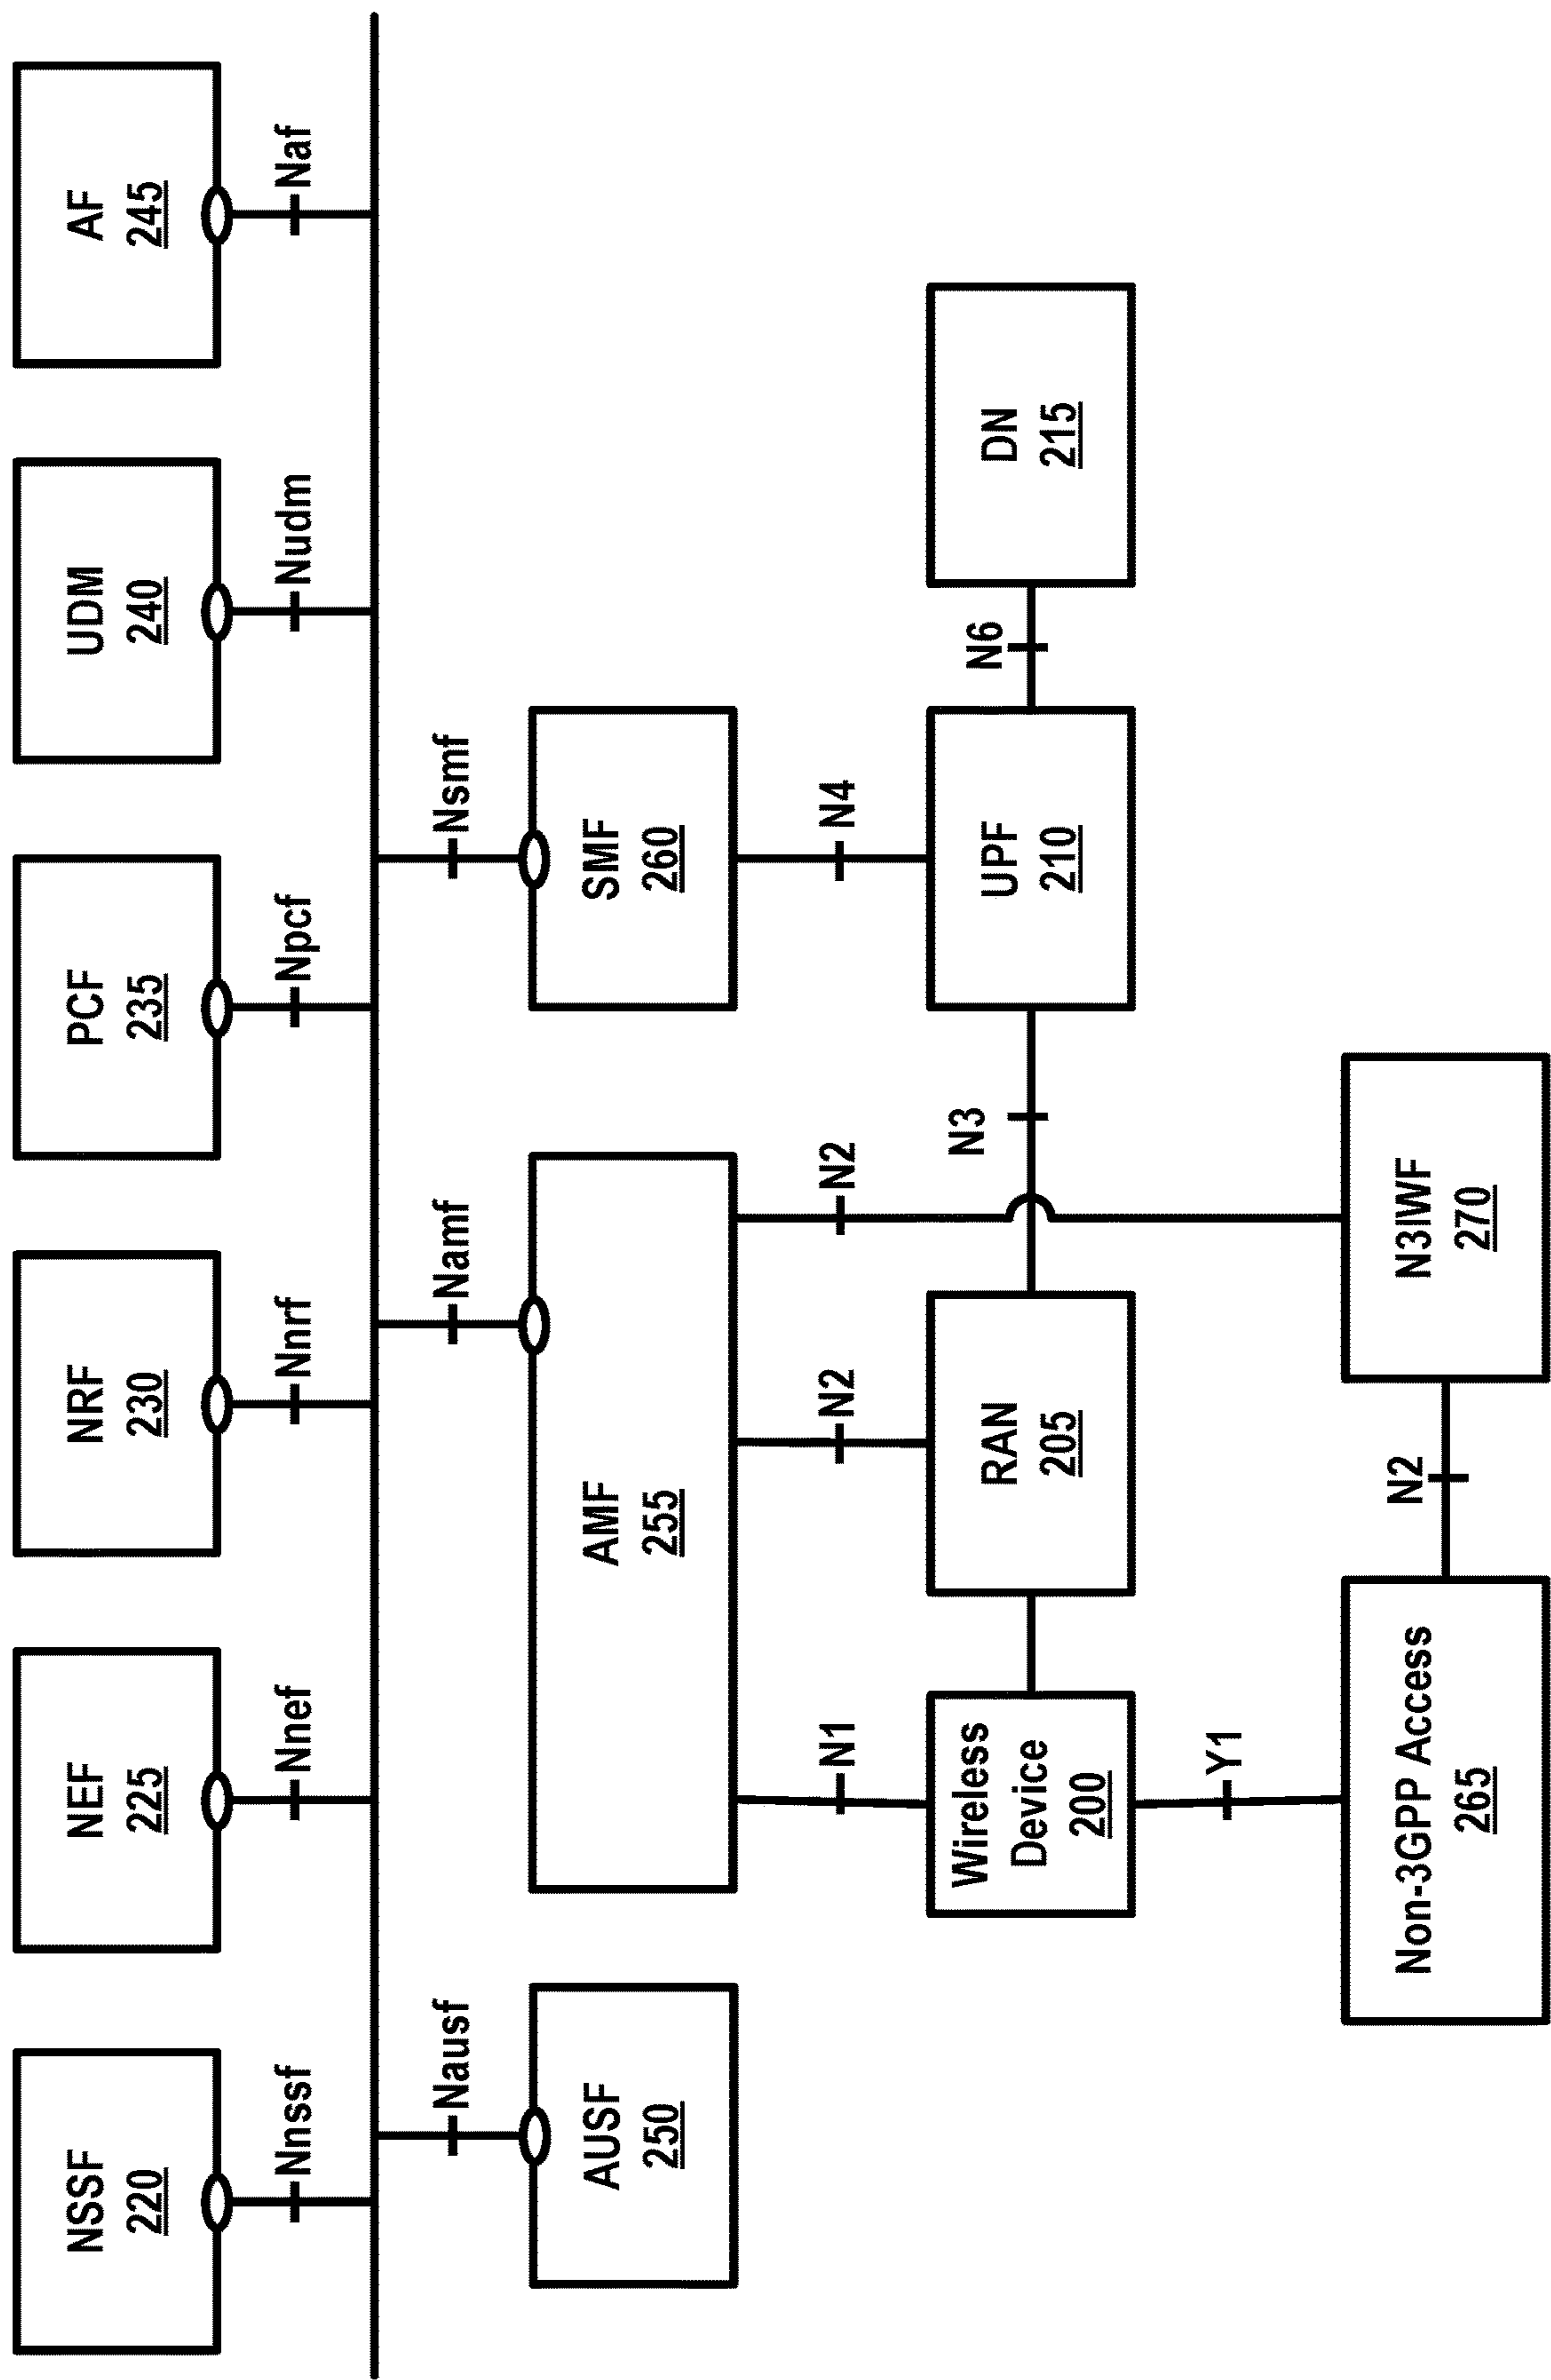 NSSF
220
NEF
225
NRF
230
PCF
235
UDM
240
AF
245
Nnssf
Nnef
Nnrf
Npcf
Nudm
Naf
Nausf
Namf
Nsmf
AUSF
250
AMF
255
SMF
260
N1
N2
N2
N4
Wireless
Device
200
RAN
205
N3
UPF
210
N6
DN
215
Y1
Non-3GPP Access
265
N2
N3IWF
270